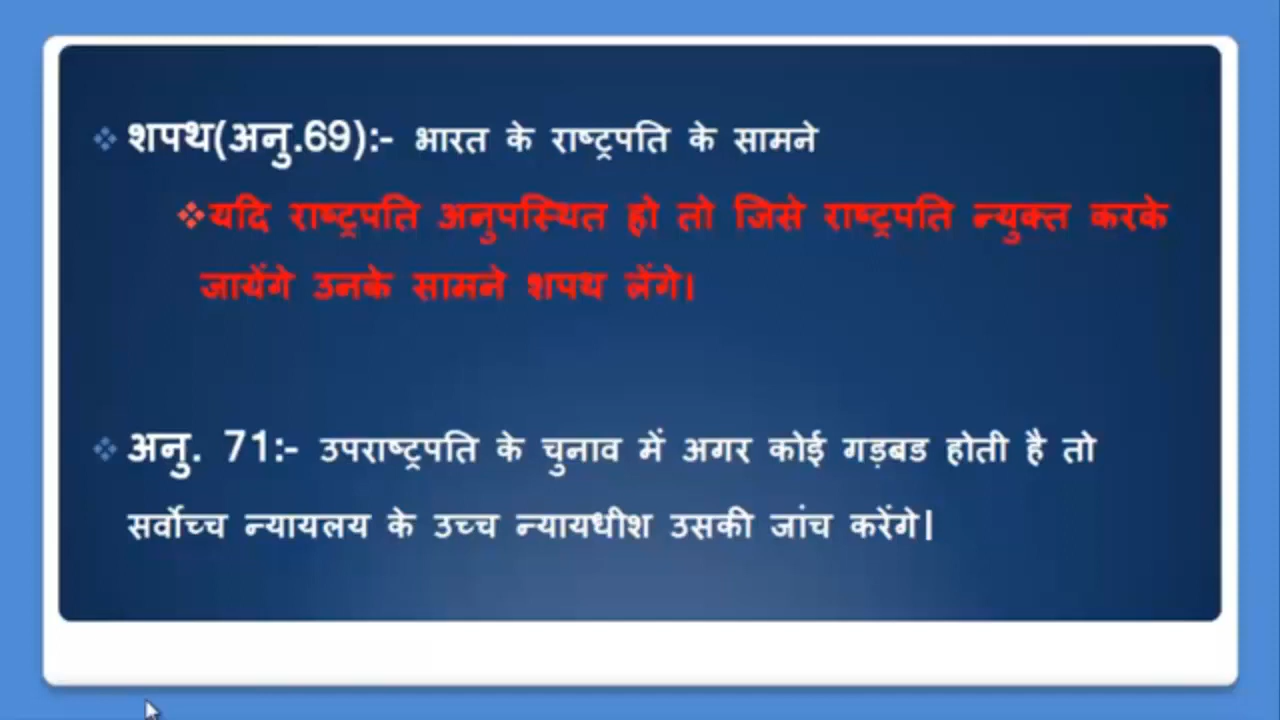 ❖ शपथ(अनु.69):- भारत के राष्ट्रपति के सामने
❖यदि राष्ट्रपति अनुपस्थित हो तो जिसे राष्ट्रपति न्युक्त करके
जायेंगे उनके सामने शपथ लेंगे।
❖ अनु. 71:- उपराष्ट्रपति के चुनाव में अगर कोई गड़बड होती है तो
सर्वोच्च न्यायलय के उच्च न्यायधीश उसकी जांच करेंगे|